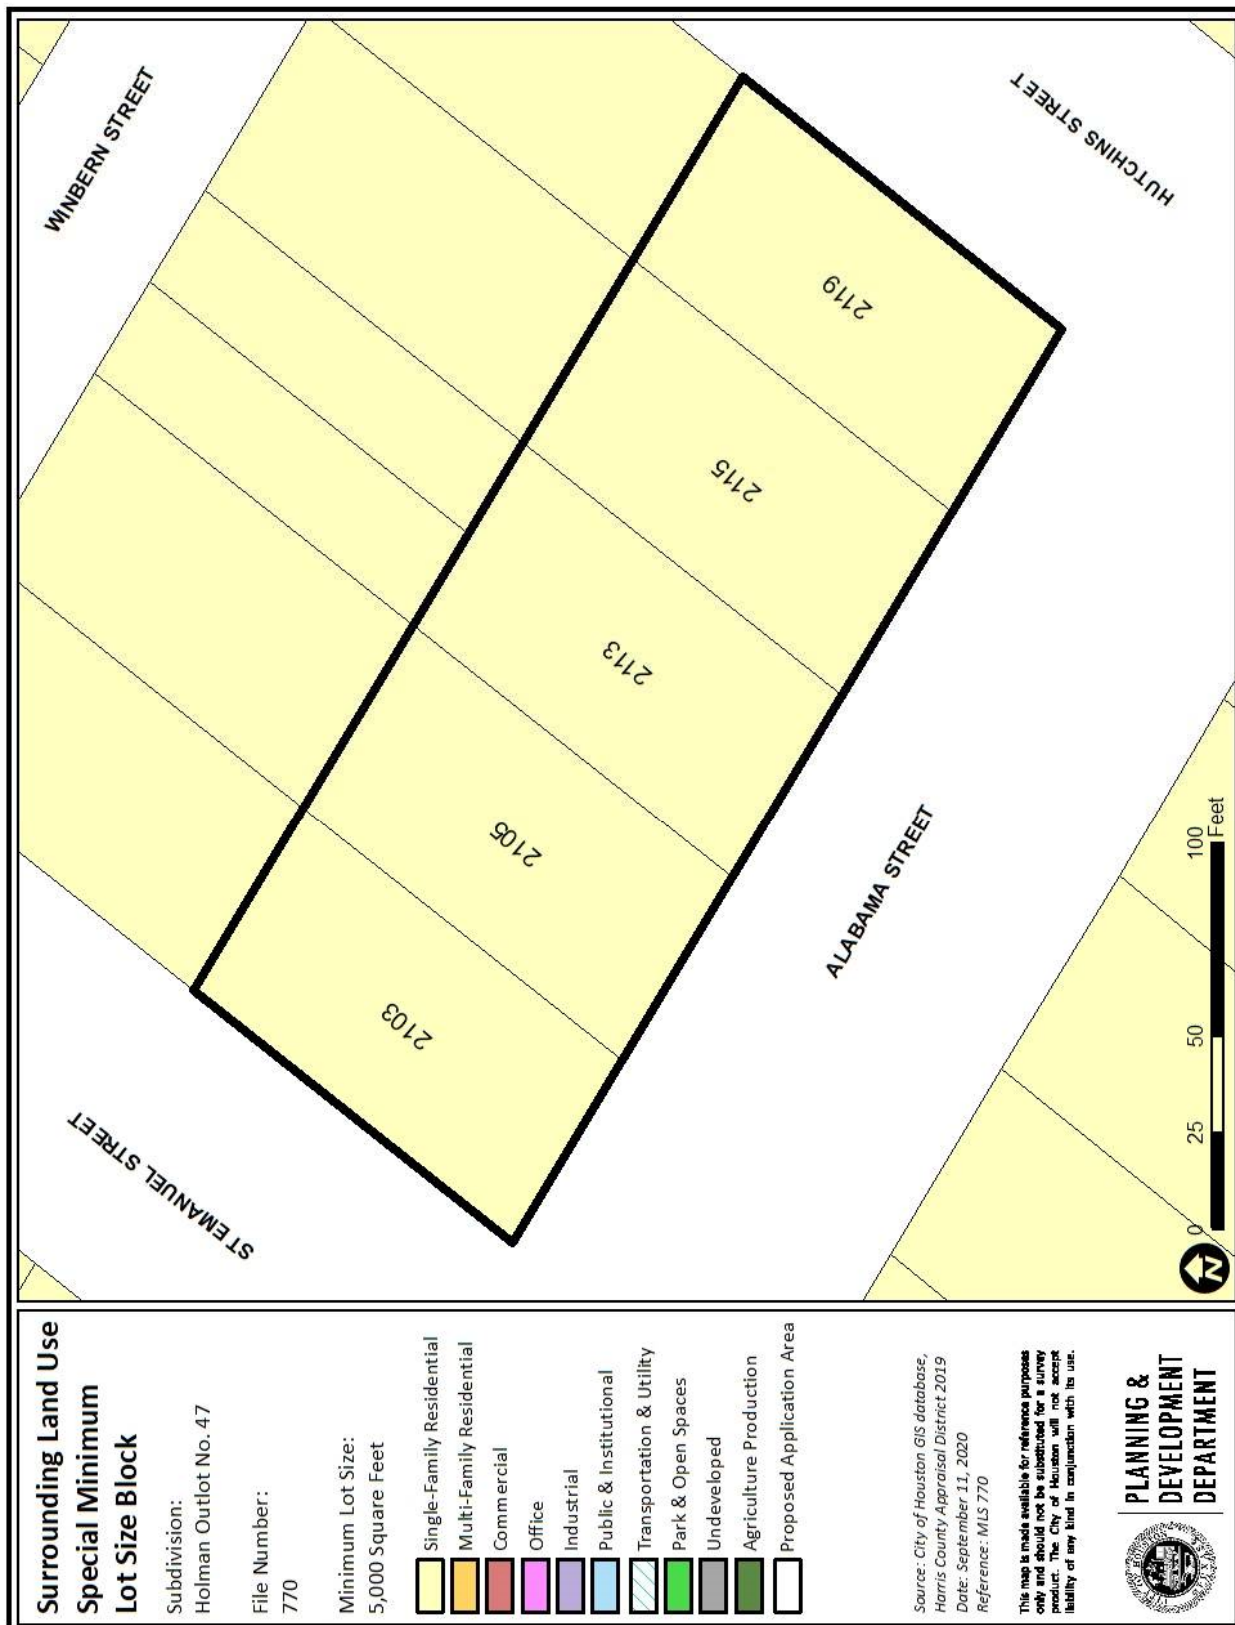 Surrounding Land Use
Special Minimum
Lot Size Block
Subdivision:
Holman Outlot No. 47
File Number:
770
Minimum Lot Size:
5,000 Square Feet
Single-Family Residential
Multi-Family Residential
Commercial
Office
Industrial
Public & Institutional
Transportation & Utility
Park & Open Spaces
Undeveloped
Agriculture Production
Proposed Application Area
Source: City of Houston GIS database,
Harris County Appraisal District 2019
Date: September 11, 2020
Reference: MLS 770
This map is made available for reference purposes
only and should not be substituted for a survey
product. The City of Houston will not accept
liability of any kind in conjunction with its use.
PLANNING &
DEVELOPMENT
DEPARTMENT
WINBERN STREET
ST EMANUEL STREET
HUTCHINS STREET
ALABAMA STREET
2103
2105
2113
2115
2119
N
0 25 50 100
Feet